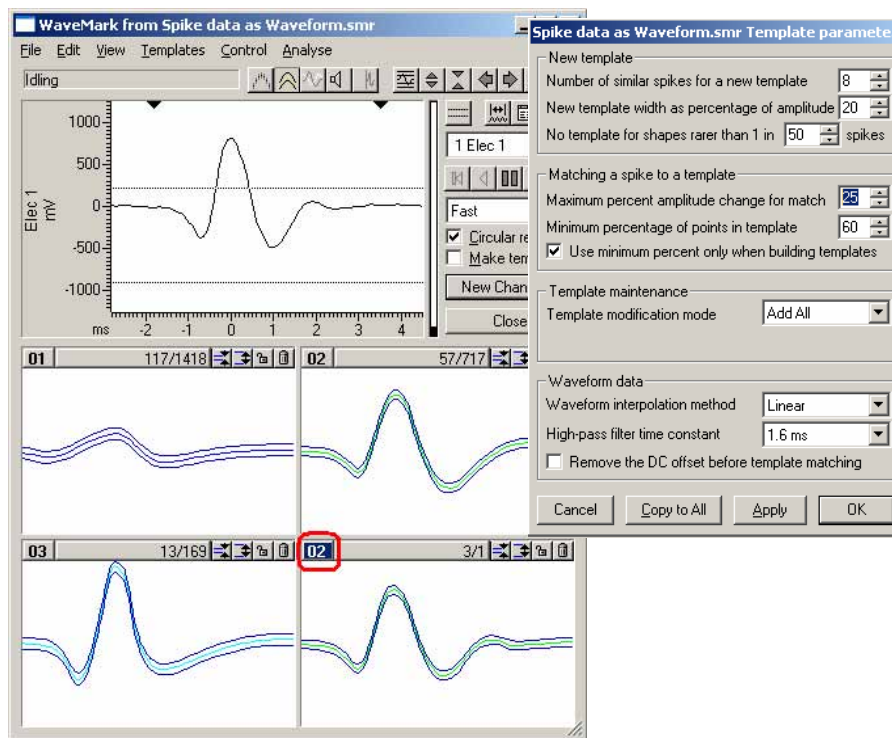 WaveMark from Spike data as Waveform.smr
File Edit View Templates Control Analyse
Idling
1000
500
0
-500
-1000
Elec 1
mV
ms -2 -1 0 1 2 3 4
1 Elec 1
Fast
Circular re
Make tem
New Chan
Close
01 117/1418
02 57/717
03 13/169
02 3/1
Spike data as Waveform.smr Template paramete
New template
Number of similar spikes for a new template 8
New template width as percentage of amplitude 20
No template for shapes rarer than 1 in 50 spikes
Matching a spike to a template
Maximum percent amplitude change for match 25
Minimum percentage of points in template 60
Use minimum percent only when building templates
Template maintenance
Template modification mode Add All
Waveform data
Waveform interpolation method Linear
High-pass filter time constant 1.6 ms
Remove the DC offset before template matching
Cancel Copy to All Apply OK